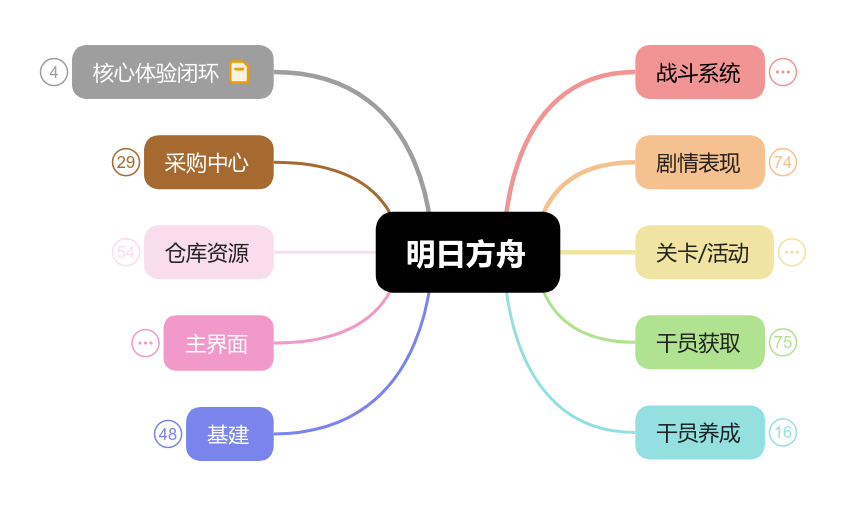 4
核心体验闭环
29
采购中心
54
仓库资源
...
主界面
48
基建
明日方舟
战斗系统
...
剧情表现
74
关卡/活动
...
干员获取
75
干员养成
16